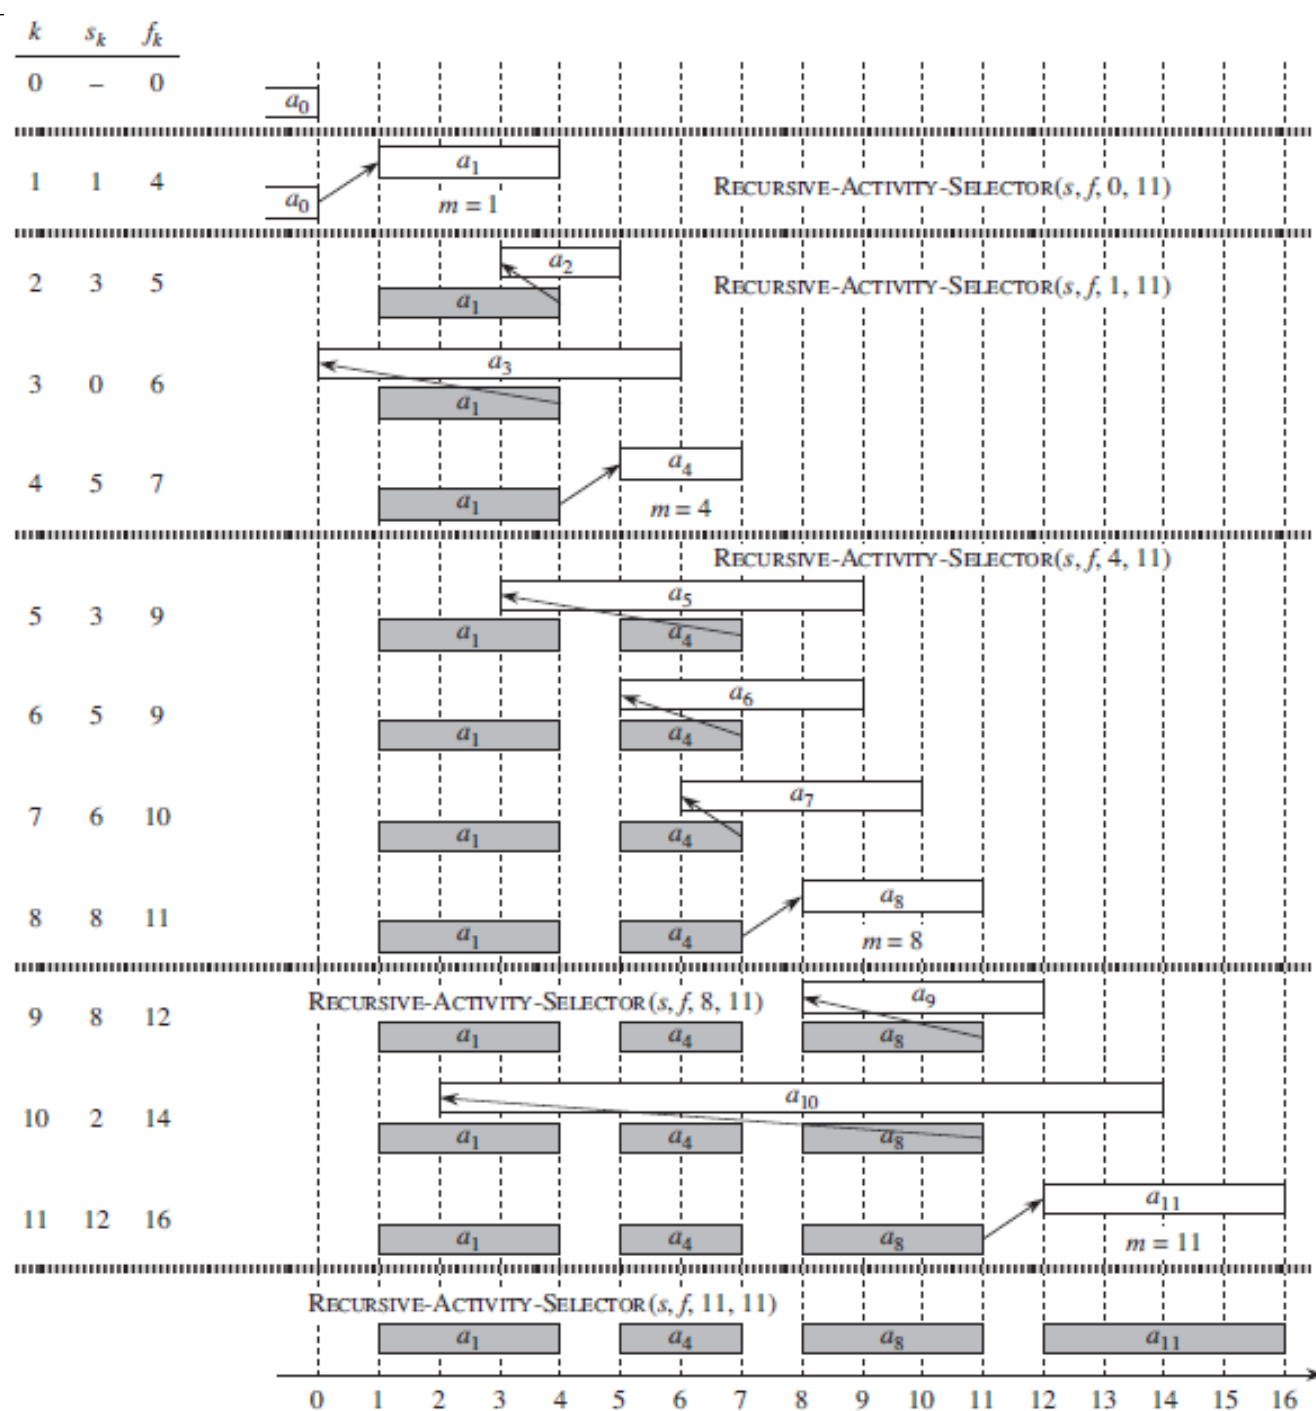 k s_k f_k
0 – 0
a_0
a_1
1 1 4
RECURSIVE-ACTIVITY-SELECTOR(s, f, 0, 11)
a_0 m = 1
a_2
2 3 5
RECURSIVE-ACTIVITY-SELECTOR(s, f, 1, 11)
a_1
a_3
3 0 6
a_1
a_4
4 5 7
a_1 m = 4
RECURSIVE-ACTIVITY-SELECTOR(s, f, 4, 11)
a_5
5 3 9
a_1 a_4
a_6
6 5 9
a_1 a_4
a_7
7 6 10
a_1 a_4
a_8
8 8 11
a_1 a_4 m = 8
RECURSIVE-ACTIVITY-SELECTOR(s, f, 8, 11) a_9
9 8 12
a_1 a_4 a_8
a_10
10 2 14
a_1 a_4 a_8
a_11
11 12 16
a_1 a_4 a_8 m = 11
RECURSIVE-ACTIVITY-SELECTOR(s, f, 11, 11)
a_1 a_4 a_8 a_11
0 1 2 3 4 5 6 7 8 9 10 11 12 13 14 15 16